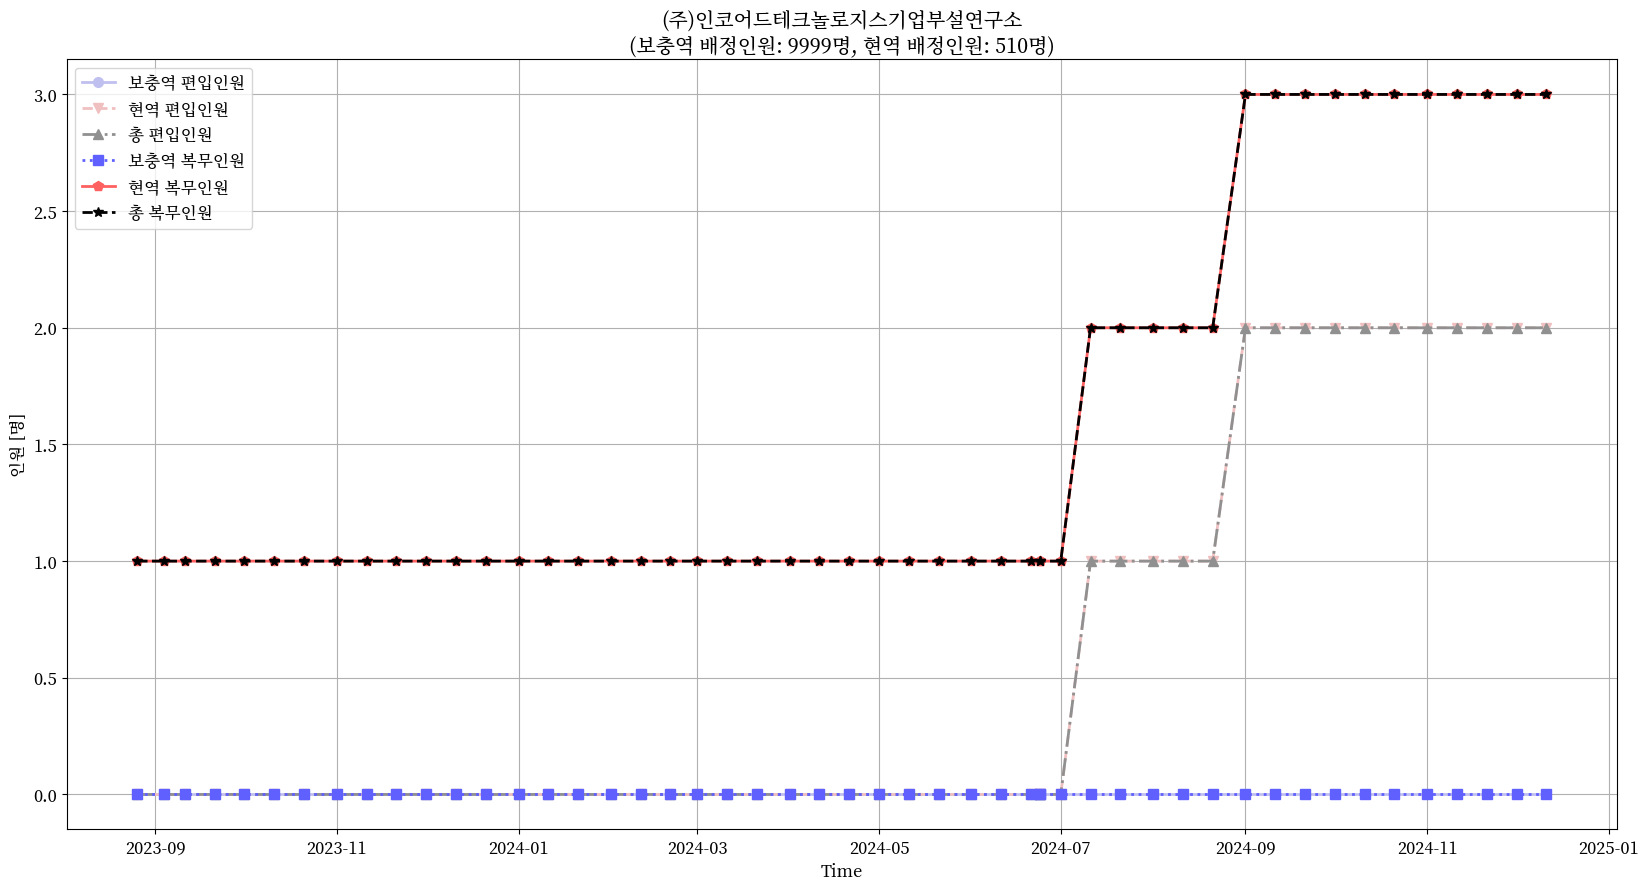 (주)인코어드테크놀로지스기업부설연구소
(보충역 배정인원: 9999명, 현역 배정인원: 510명)
보충역 편입인원
현역 편입인원
총 편입인원
보충역 복무인원
현역 복무인원
총 복무인원
3.0
2.5
2.0
1.5
1.0
0.5
0.0
인원 [명]
2023-09 2023-11 2024-01 2024-03 2024-05 2024-07 2024-09 2024-11 2025-01
Time